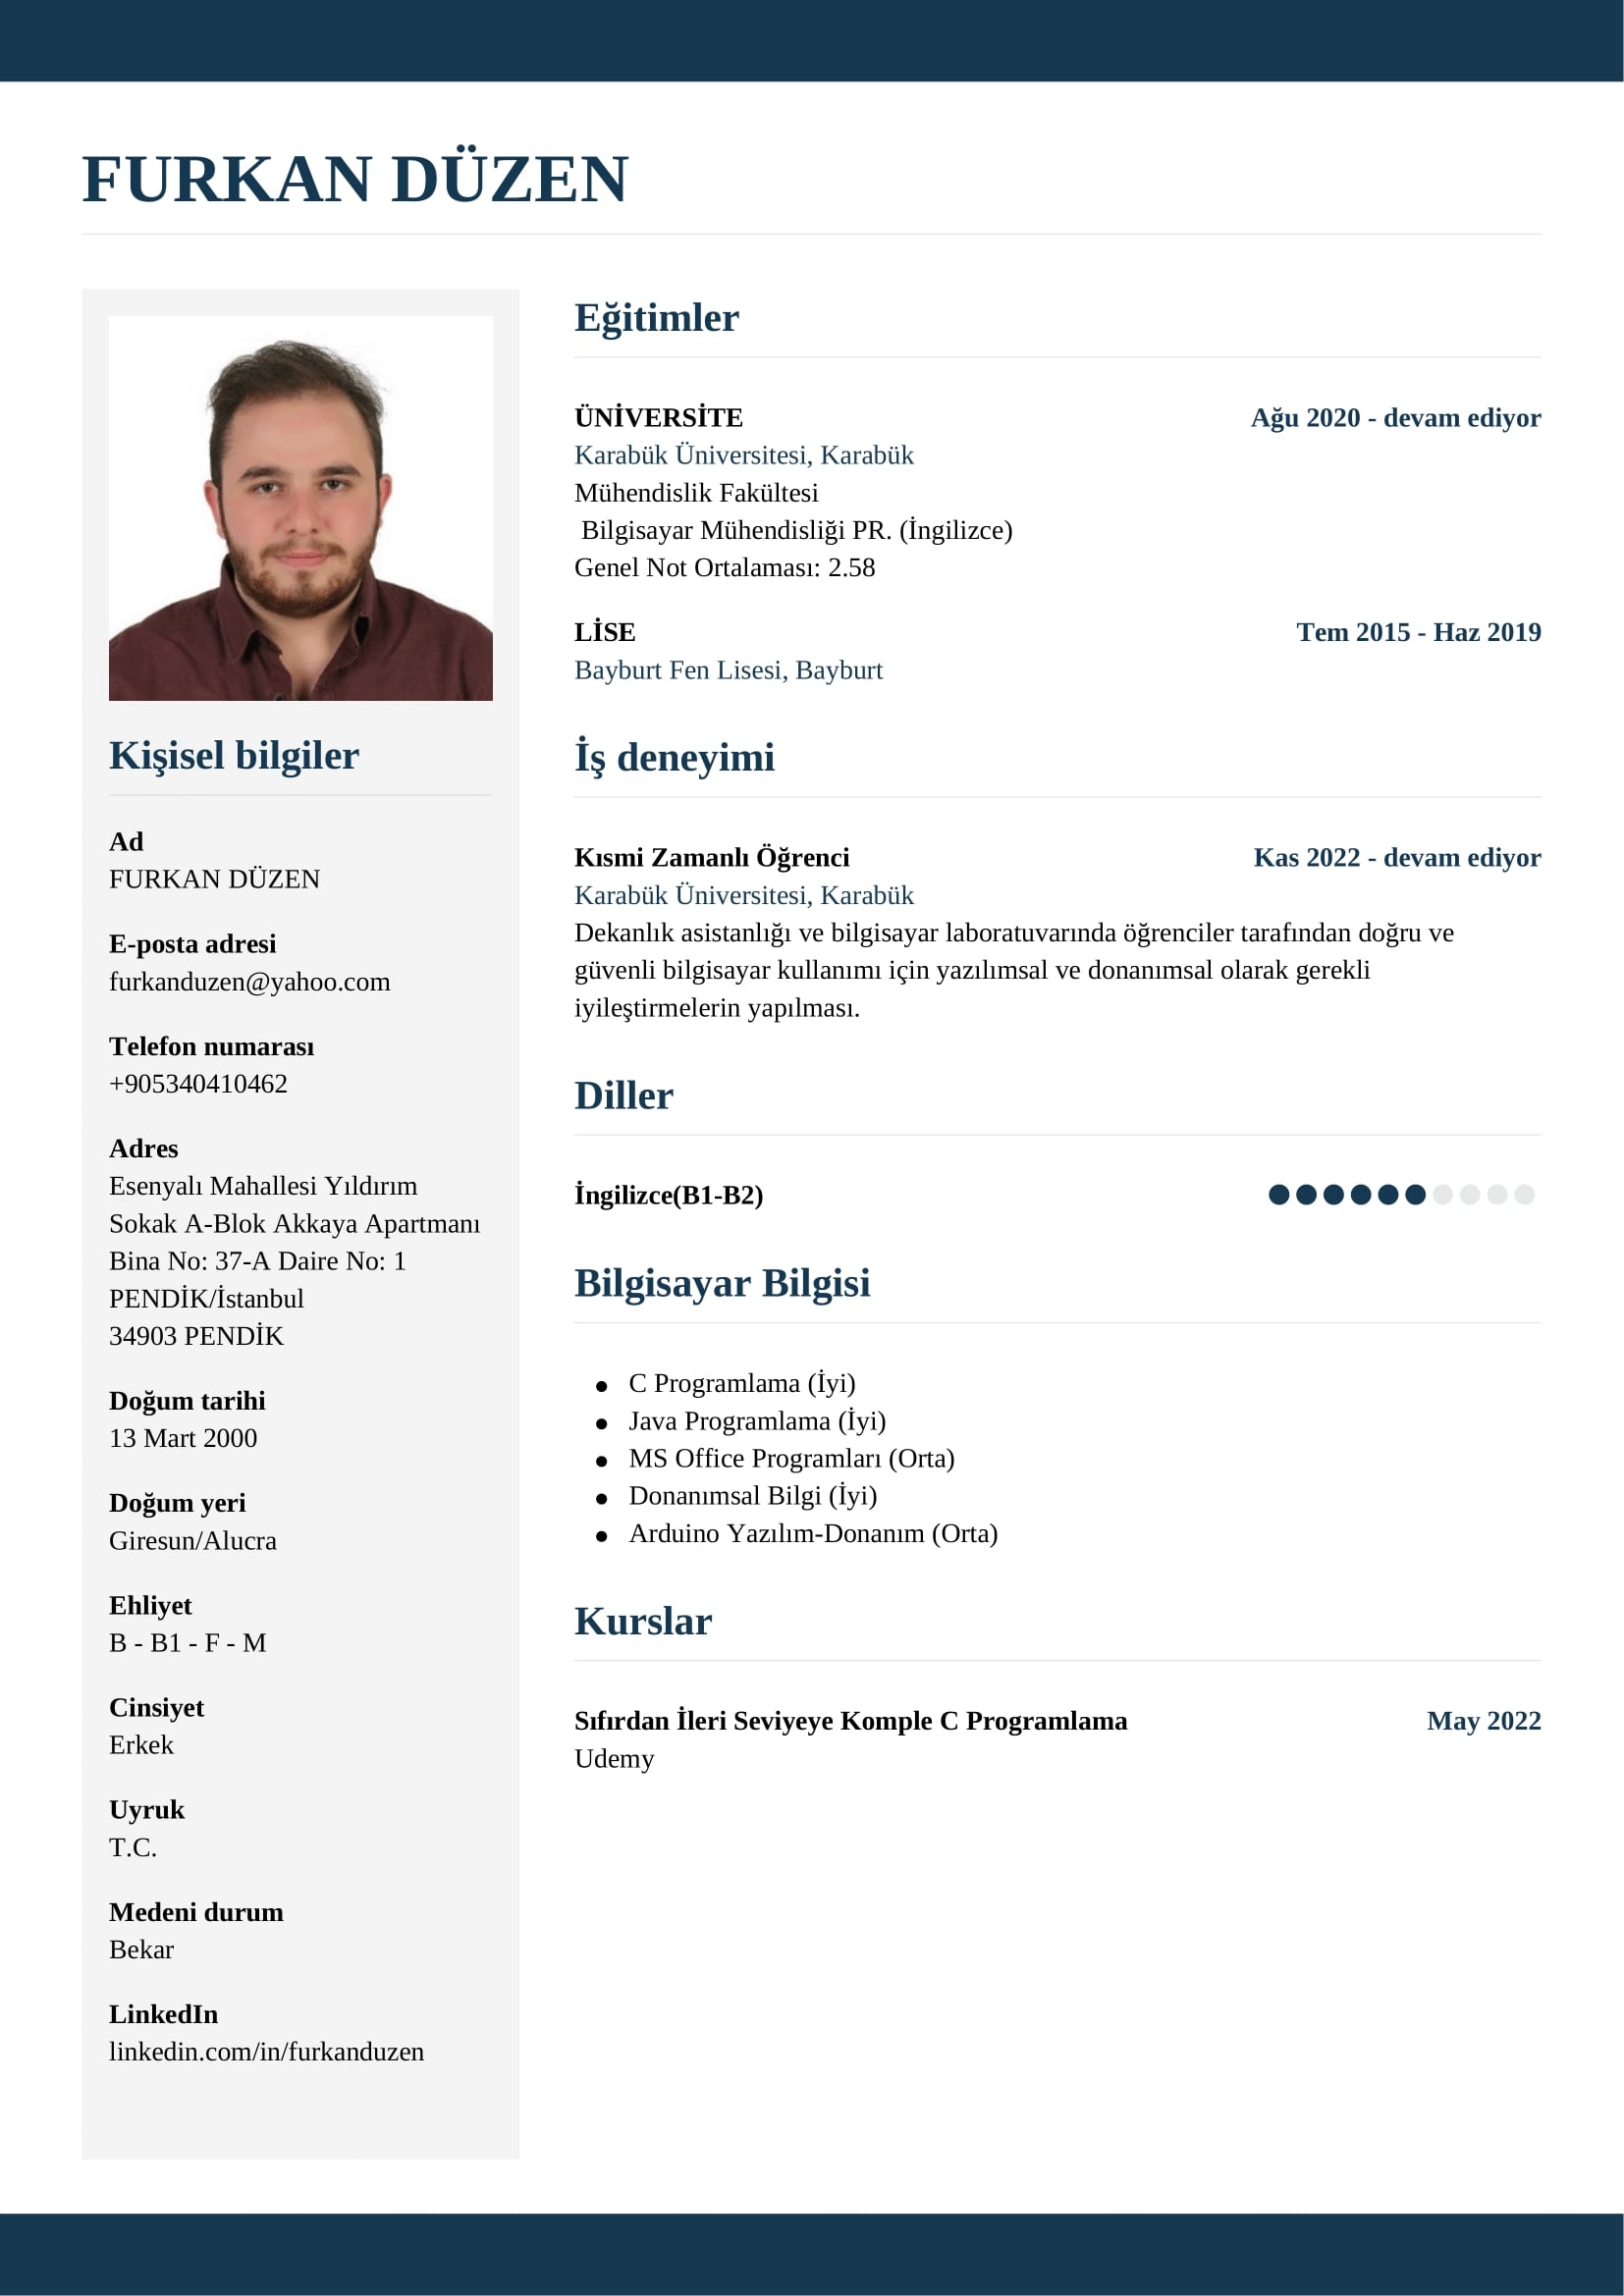 FURKAN DÜZEN
Kişisel bilgiler
Ad
FURKAN DÜZEN
E-posta adresi
furkanduzen@yahoo.com
Telefon numarası
+905340410462
Adres
Esenyalı Mahallesi Yıldırım
Sokak A-Blok Akkaya Apartmanı
Bina No: 37-A Daire No: 1
PENDİK/İstanbul
34903 PENDİK
Doğum tarihi
13 Mart 2000
Doğum yeri
Giresun/Alucra
Ehliyet
B - B1 - F - M
Cinsiyet
Erkek
Uyruk
T.C.
Medeni durum
Bekar
LinkedIn
linkedin.com/in/furkanduzen
Eğitimler
ÜNİVERSİTE Ağu 2020 - devam ediyor
Karabük Üniversitesi, Karabük
Mühendislik Fakültesi
Bilgisayar Mühendisliği PR. (İngilizce)
Genel Not Ortalaması: 2.58
LİSE Tem 2015 - Haz 2019
Bayburt Fen Lisesi, Bayburt
İş deneyimi
Kısmi Zamanlı Öğrenci Kas 2022 - devam ediyor
Karabük Üniversitesi, Karabük
Dekanlık asistanlığı ve bilgisayar laboratuvarında öğrenciler tarafından doğru ve
güvenli bilgisayar kullanımı için yazılımsal ve donanımsal olarak gerekli
iyileştirmelerin yapılması.
Diller
İngilizce(B1-B2)
Bilgisayar Bilgisi
• C Programlama (İyi)
• Java Programlama (İyi)
• MS Office Programları (Orta)
• Donanımsal Bilgi (İyi)
• Arduino Yazılım-Donanım (Orta)
Kurslar
Sıfırdan İleri Seviyeye Komple C Programlama May 2022
Udemy